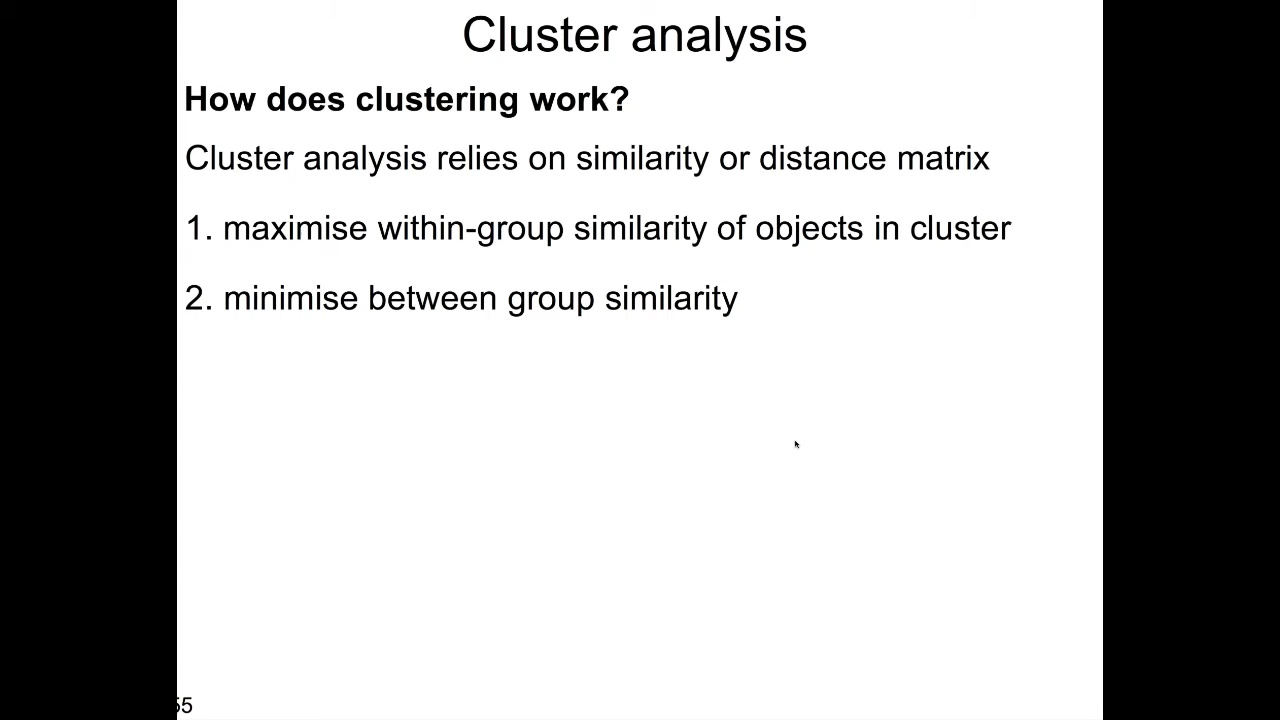 Cluster analysis
How does clustering work?
Cluster analysis relies on similarity or distance matrix
1. maximise within-group similarity of objects in cluster
2. minimise between group similarity
55